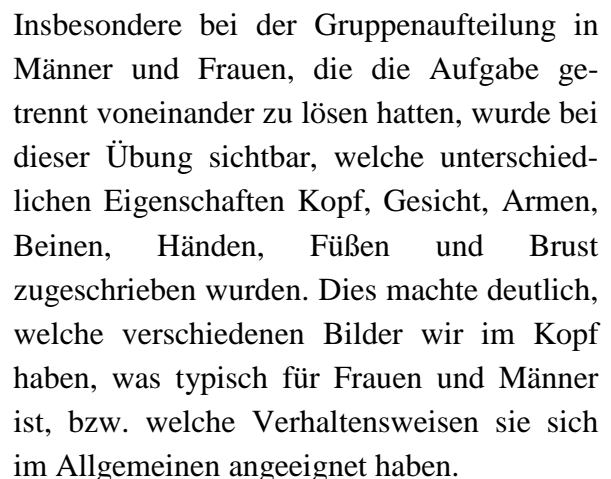 Insbesondere bei der Gruppenaufteilung in
Männer und Frauen, die die Aufgabe ge-
trennt voneinander zu lösen hatten, wurde bei
dieser Übung sichtbar, welche unterschied-
lichen Eigenschaften Kopf, Gesicht, Armen,
Beinen, Händen, Füßen und Brust
zugeschrieben wurden. Dies machte deutlich,
welche verschiedenen Bilder wir im Kopf
haben, was typisch für Frauen und Männer
ist, bzw. welche Verhaltensweisen sie sich
im Allgemeinen angeeignet haben.